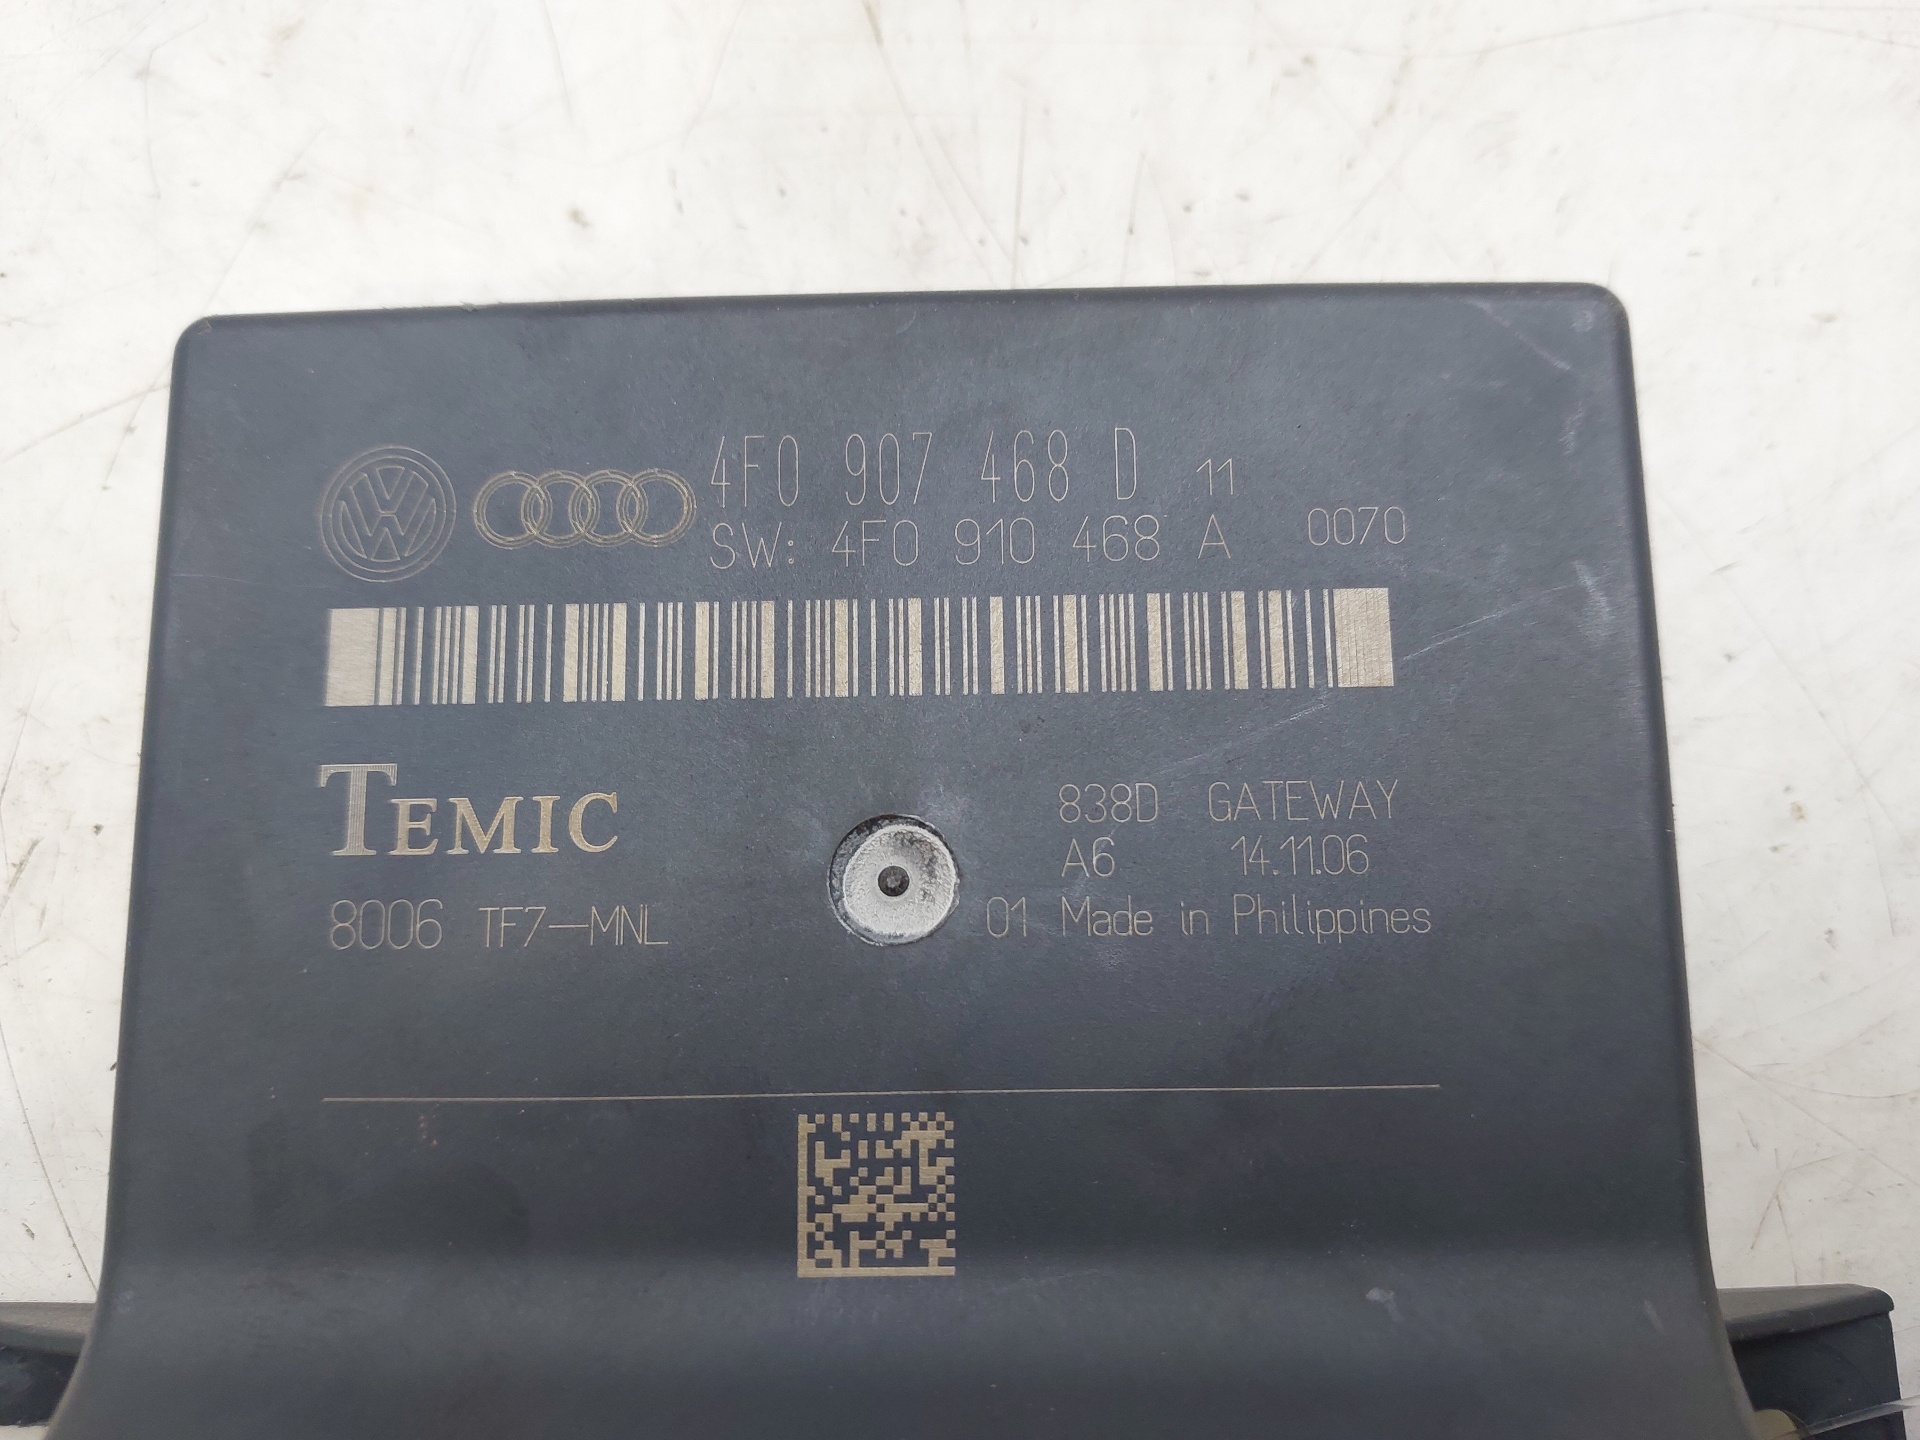 4F0 907 468 D 11
SW: 4F0 910 468 A 0070
TEMIC
838D GATEWAY
A6 14.11.06
8006 TF7-MNL
01 Made in Philippines